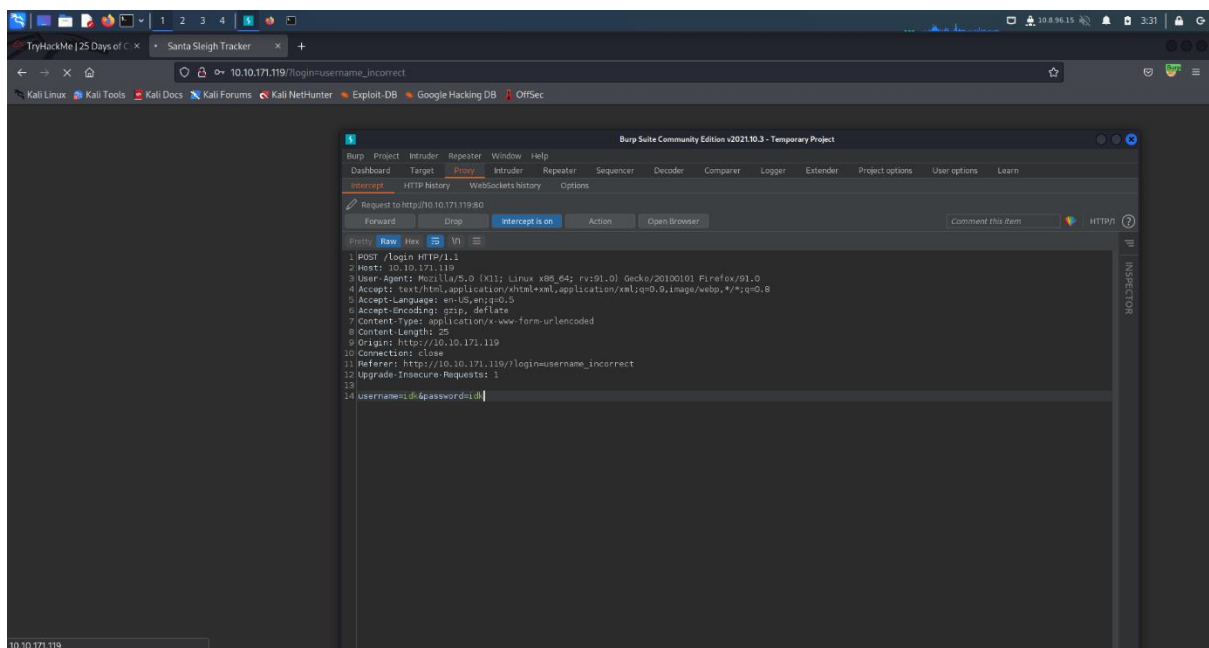 1 2 3 4 10.8.96.15 3:31
TryHackMe | 25 Days of C Santa Sleigh Tracker
10.10.171.119/?login=username_incorrect
Kali Linux Kali Tools Kali Docs Kali Forums Kali NetHunter Exploit-DB Google Hacking DB OffSec
Burp Suite Community Edition v2021.10.3 - Temporary Project
Burp Project Intruder Repeater Window Help
Dashboard Target Proxy Intruder Repeater Sequencer Decoder Comparer Logger Extender Project options User options Learn
Intercept HTTP history WebSockets history Options
Request to http://10.10.171.119:80
Forward Drop Intercept is on Action Open Browser Comment this item HTTP/1 ?
Pretty Raw Hex \n
INSPECTOR
1 POST /login HTTP/1.1
2 Host: 10.10.171.119
3 User-Agent: Mozilla/5.0 (X11; Linux x86_64; rv:91.0) Gecko/20100101 Firefox/91.0
4 Accept: text/html,application/xhtml+xml,application/xml;q=0.9,image/webp,*/*;q=0.8
5 Accept-Language: en-US,en;q=0.5
6 Accept-Encoding: gzip, deflate
7 Content-Type: application/x-www-form-urlencoded
8 Content-Length: 25
9 Origin: http://10.10.171.119
10 Connection: close
11 Referer: http://10.10.171.119/?login=username_incorrect
12 Upgrade-Insecure-Requests: 1
13
14 username=idk&password=idk
10.10.171.119